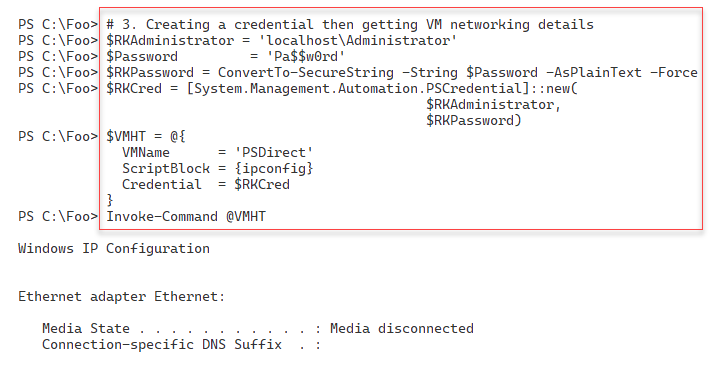 PS C:\Foo> # 3. Creating a credential then getting VM networking details
PS C:\Foo> $RKAdministrator = 'localhost\Administrator'
PS C:\Foo> $Password        = 'Pa$$w0rd'
PS C:\Foo> $RKPassword = ConvertTo-SecureString -String $Password -AsPlainText -Force
PS C:\Foo> $RKCred = [System.Management.Automation.PSCredential]::new(
                                                   $RKAdministrator,
                                                   $RKPassword)
PS C:\Foo> $VMHT = @{
             VMName      = 'PSDirect'
             ScriptBlock = {ipconfig}
             Credential  = $RKCred
           }
PS C:\Foo> Invoke-Command @VMHT
Windows IP Configuration
Ethernet adapter Ethernet:
   Media State . . . . . . . . . . . : Media disconnected
   Connection-specific DNS Suffix  . :